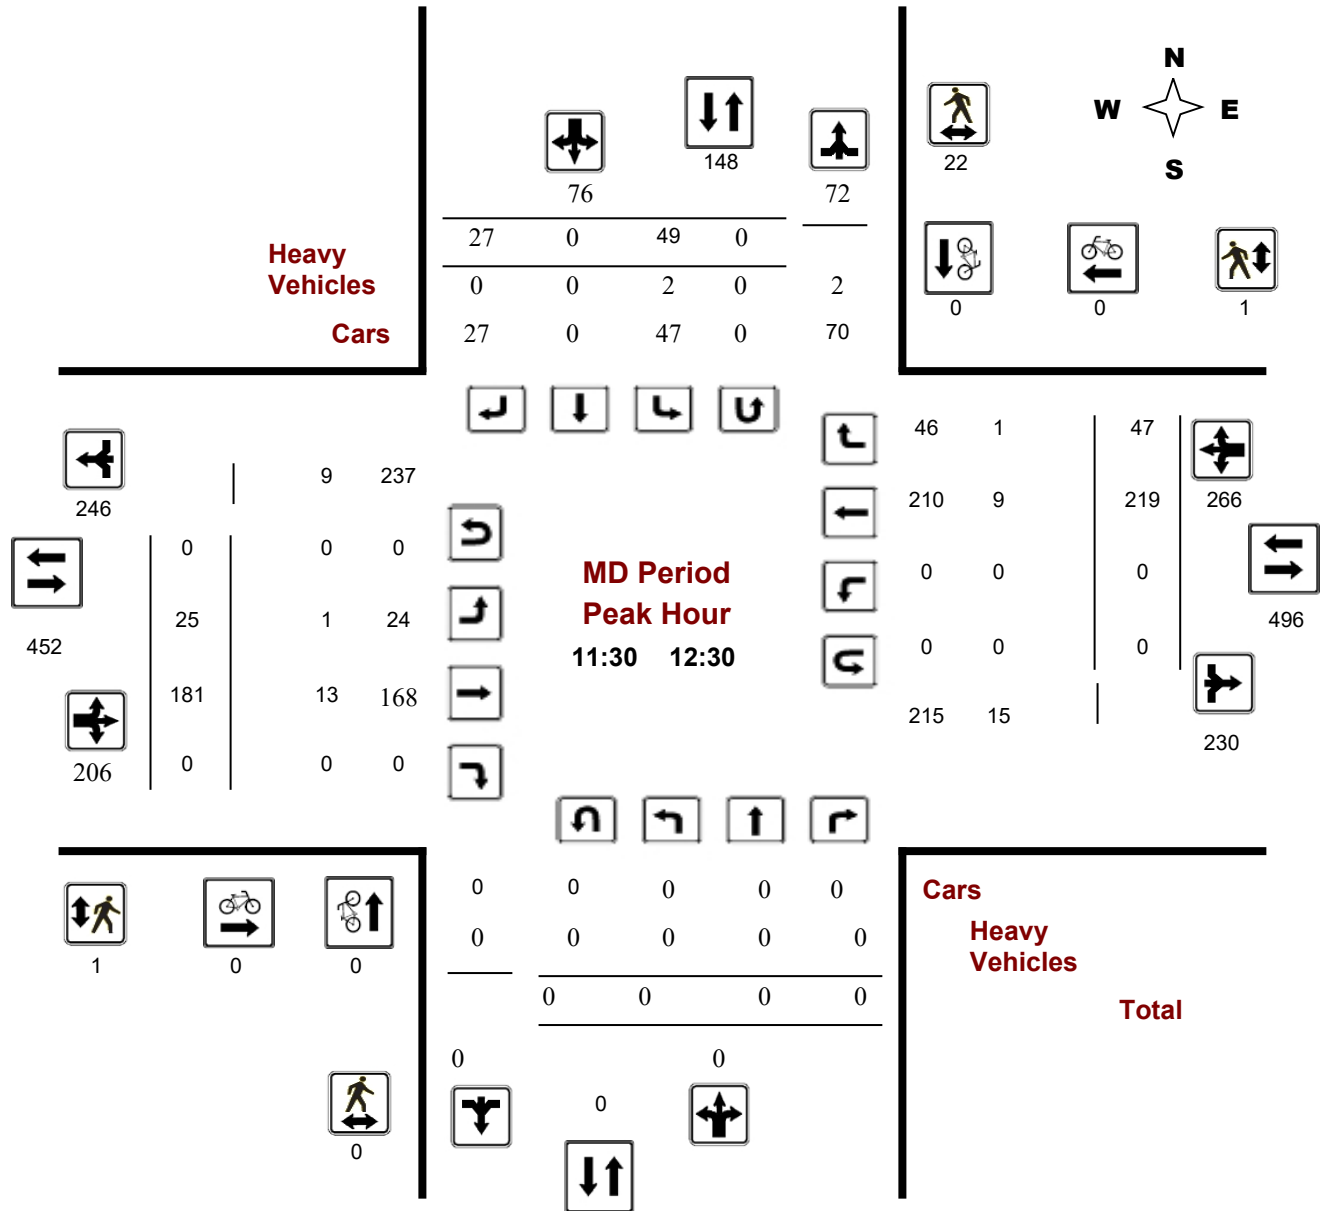 N
W E
S
148
22
76 72
27 0 49 0
Heavy
Vehicles
0 0 2 0 2
0 0 1
Cars
27 0 47 0 70
46 1 47
9 237
246
210 9 219 266
0 0 0
MD Period
0 0 0
Peak Hour
25 1 24
496
452
11:30 12:30
0 0 0
181 13 168
215 15
230
206 0 0 0
0 0 0 0 0
Cars
0 0 0 0 0
Heavy
Vehicles
1 0 0
0 0 0 0
Total
0 0
0
0